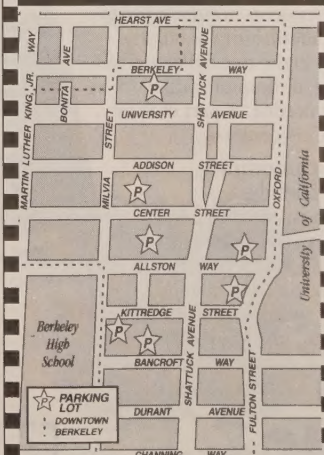 HEARST AVE
WAY
AVE
SHATTUCK AVENUE
BERKELEY WAY
MARTIN LUTHER KING JR.
BONITA
STREET
UNIVERSITY AVENUE
ADDISON STREET
MILVIA
OXFORD
University of California
CENTER STREET
ALLSTON WAY
KITTREDGE STREET
Berkeley
High
School
SHATTUCK AVENUE
BANCROFT WAY
FULTON STREET
P
P
P
P
P
P
P
P PARKING
LOT
DOWNTOWN
BERKELEY
DURANT AVENUE
CHANNING WAY